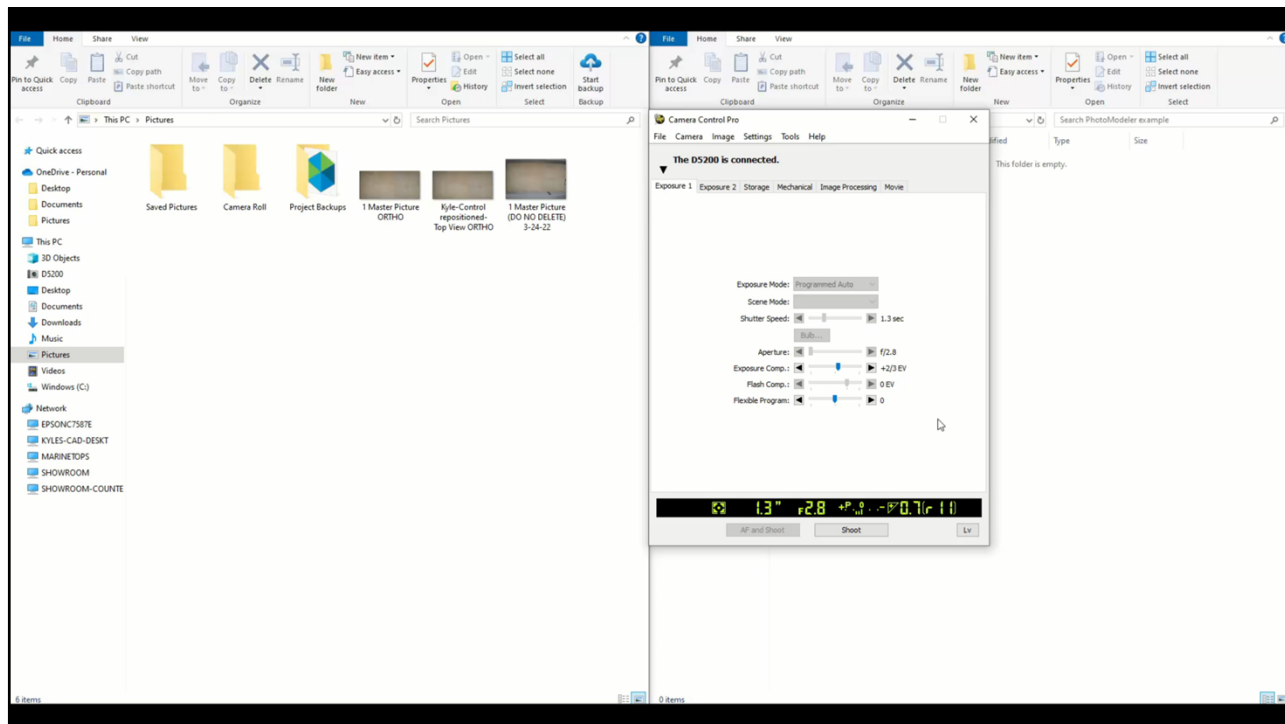 File Home Share View
Pin to Quick access
Copy
Paste
Cut
Copy path
Paste shortcut
Clipboard
Move to
Copy to
Delete
Rename
Organize
New folder
New item
Easy access
New
Properties
Open
Edit
History
Open
Select all
Select none
Invert selection
Select
Start backup
Backup
This PC > Pictures
Search Pictures
Quick access
OneDrive - Personal
Desktop
Documents
Pictures
This PC
3D Objects
D5200
Desktop
Documents
Downloads
Music
Pictures
Videos
Windows (C:)
Network
EPSONC7587E
KYLES-CAD-DESKT
MARINETOPS
SHOWROOM
SHOWROOM-COUNTE
Saved Pictures
Camera Roll
Project Backups
1 Master Picture
ORTHO
Kyle-Control
repositioned-
Top View ORTHO
1 Master Picture
(DO NO DELETE)
3-24-22
6 items
File Home Share View
Pin to Quick access
Copy
Paste
Cut
Copy path
Paste shortcut
Clipboard
Move to
Copy to
Delete
Rename
Organize
New folder
New item
Easy access
New
Properties
Open
Edit
History
Open
Select all
Select none
Invert selection
Select
Search PhotoModeler example
Type Size
This folder is empty.
0 items
Camera Control Pro
File Camera Image Settings Tools Help
The D5200 is connected.
Exposure 1 Exposure 2 Storage Mechanical Image Processing Movie
Exposure Mode: Programmed Auto
Scene Mode:
Shutter Speed: 1.3 sec
Bulb...
Aperture: f/2.8
Exposure Comp.: +2/3 EV
Flash Comp.: 0 EV
Flexible Program: 0
1.3" F2.8 +P 0.7(r 11)
AF and Shoot Shoot Lv